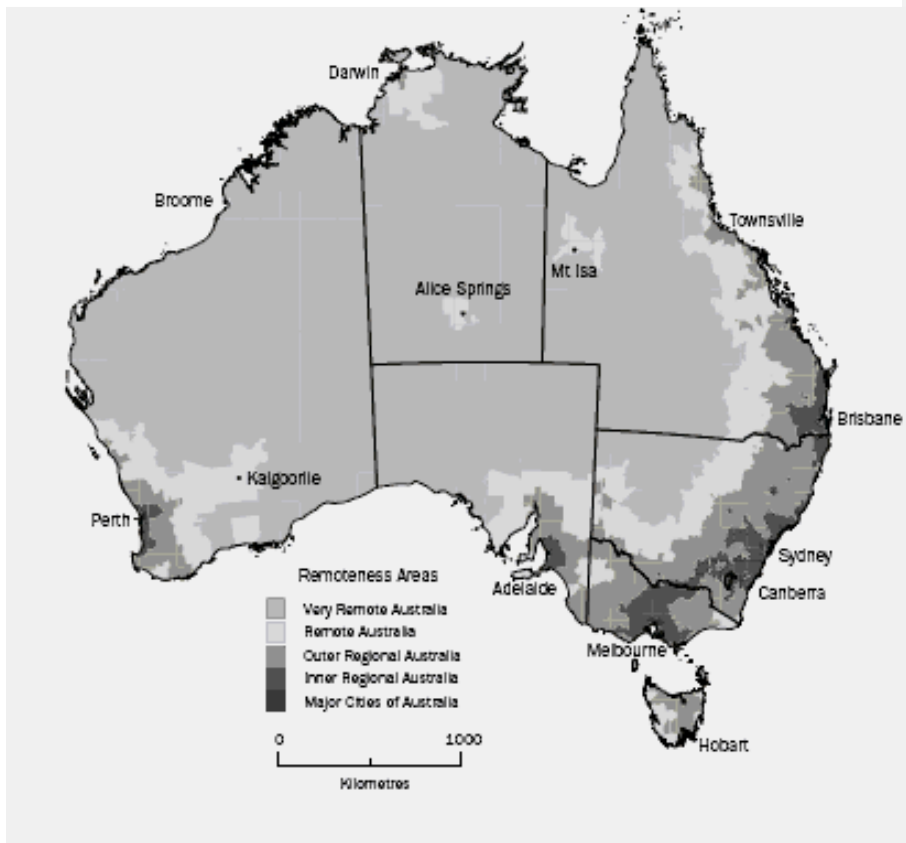 Darwin
Broome
Townsville
Mt Isa
Alice Springs
Brisbane
Kalgoorlie
Perth
Sydney
Adelaide
Canberra
Melbourne
Hobart
Remoteness Areas
Very Remote Australia
Remote Australia
Outer Regional Australia
Inner Regional Australia
Major Cities of Australia
0 1000
Kilometres